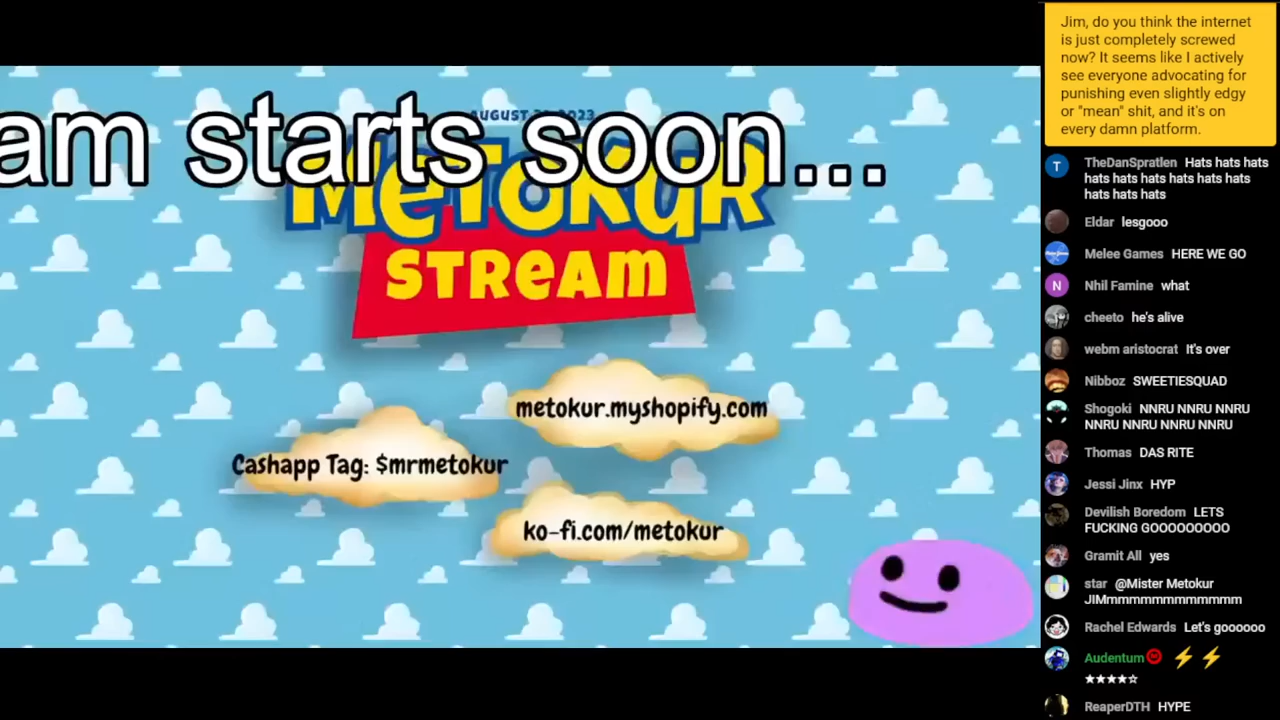 am starts soon...
METOKUR
STREAM
metokur.myshopify.com
Cashapp Tag: $mrmetokur
ko-fi.com/metokur
Jim, do you think the internet
is just completely screwed
now? It seems like I actively
see everyone advocating for
punishing even slightly edgy
or "mean" shit, and it's on
every damn platform.
T
TheDanSpratlen Hats hats hats
hats hats hats hats hats hats
hats hats hats
Eldar lesgooo
Melee Games HERE WE GO
N
Nhil Famine what
cheeto he's alive
webm aristocrat It's over
Nibboz SWEETIESQUAD
Shogoki NNRU NNRU NNRU
NNRU NNRU NNRU NNRU
Thomas DAS RITE
Jessi Jinx HYP
Devilish Boredom LETS
FUCKING GOOOOOOOOO
Gramit All yes
star @Mister Metokur
JIMmmmmmmmmmmmm
Rachel Edwards Let's goooooo
Audentum ⚡ ⚡
★★★★☆
ReaperDTH HYPE